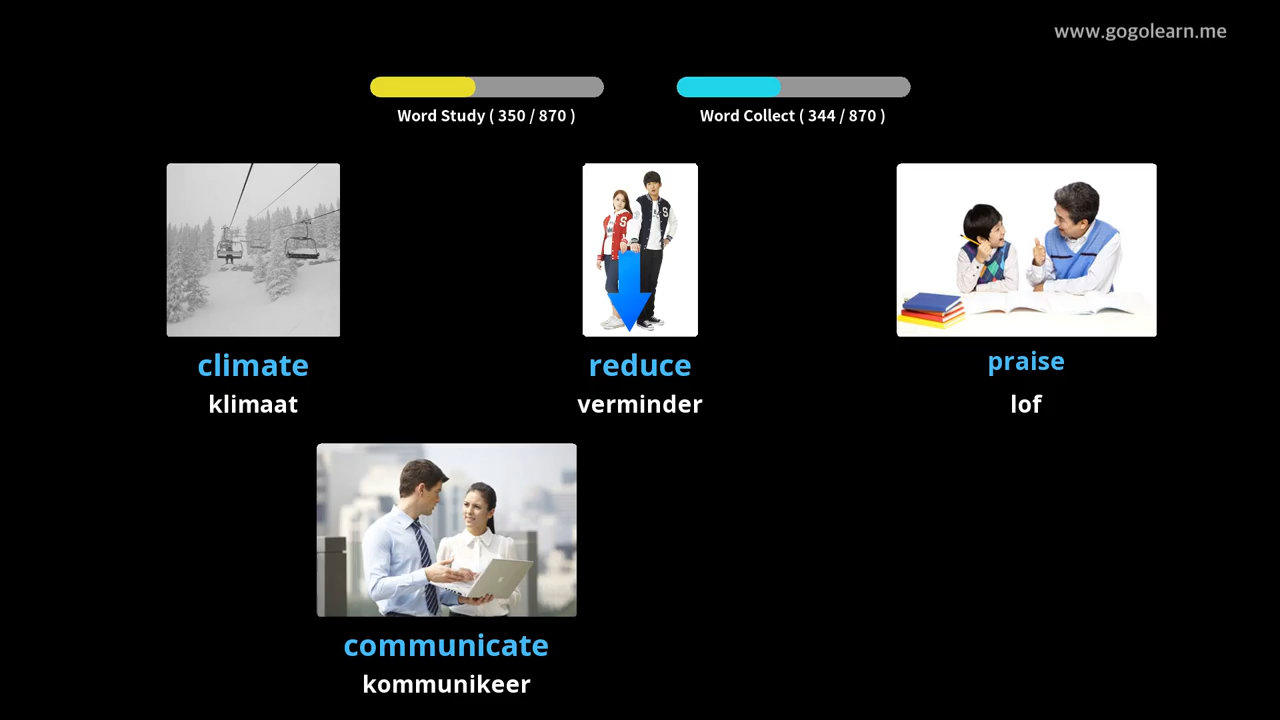 www.gogolearn.me
Word Study ( 350 / 870 )
Word Collect ( 344 / 870 )
S
S
climate
reduce
praise
klimaat
verminder
lof
communicate
kommunikeer